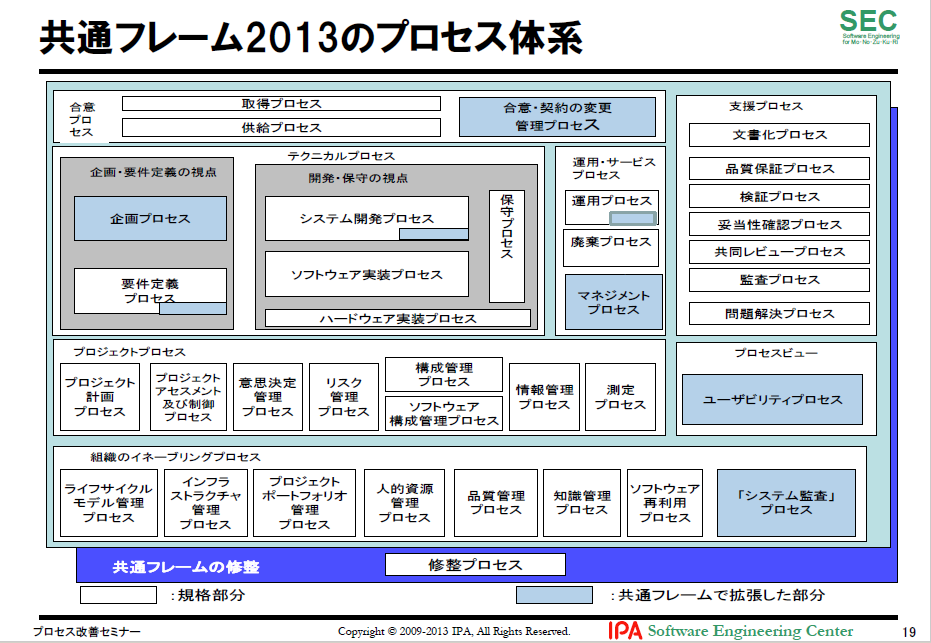 共通フレーム2013のプロセス体系
SEC
Software Engineering
for Mo・No・Zu・Ku・Ri
合意
プロ
セス
取得プロセス
供給プロセス
合意・契約の変更
管理プロセス
テクニカルプロセス
企画・要件定義の視点
企画プロセス
要件定義
プロセス
開発・保守の視点
システム開発プロセス
ソフトウェア実装プロセス
保守プロセス
ハードウェア実装プロセス
運用・サービス
プロセス
運用プロセス
廃棄プロセス
マネジメント
プロセス
支援プロセス
文書化プロセス
品質保証プロセス
検証プロセス
妥当性確認プロセス
共同レビュープロセス
監査プロセス
問題解決プロセス
プロジェクトプロセス
プロジェクト
計画
プロセス
プロジェクト
アセスメント
及び制御
プロセス
意思決定
管理
プロセス
リスク
管理
プロセス
構成管理
プロセス
ソフトウェア
構成管理プロセス
情報管理
プロセス
測定
プロセス
プロセスビュー
ユーザビリティプロセス
組織のイネーブリングプロセス
ライフサイクル
モデル管理
プロセス
インフラ
ストラクチャ
管理
プロセス
プロジェクト
ポートフォリオ
管理
プロセス
人的資源
管理
プロセス
品質管理
プロセス
知識管理
プロセス
ソフトウェア
再利用
プロセス
「システム監査」
プロセス
共通フレームの修整
修整プロセス
：規格部分
：共通フレームで拡張した部分
プロセス改善セミナー
Copyright © 2009-2013 IPA, All Rights Reserved.
IPA Software Engineering Center
19